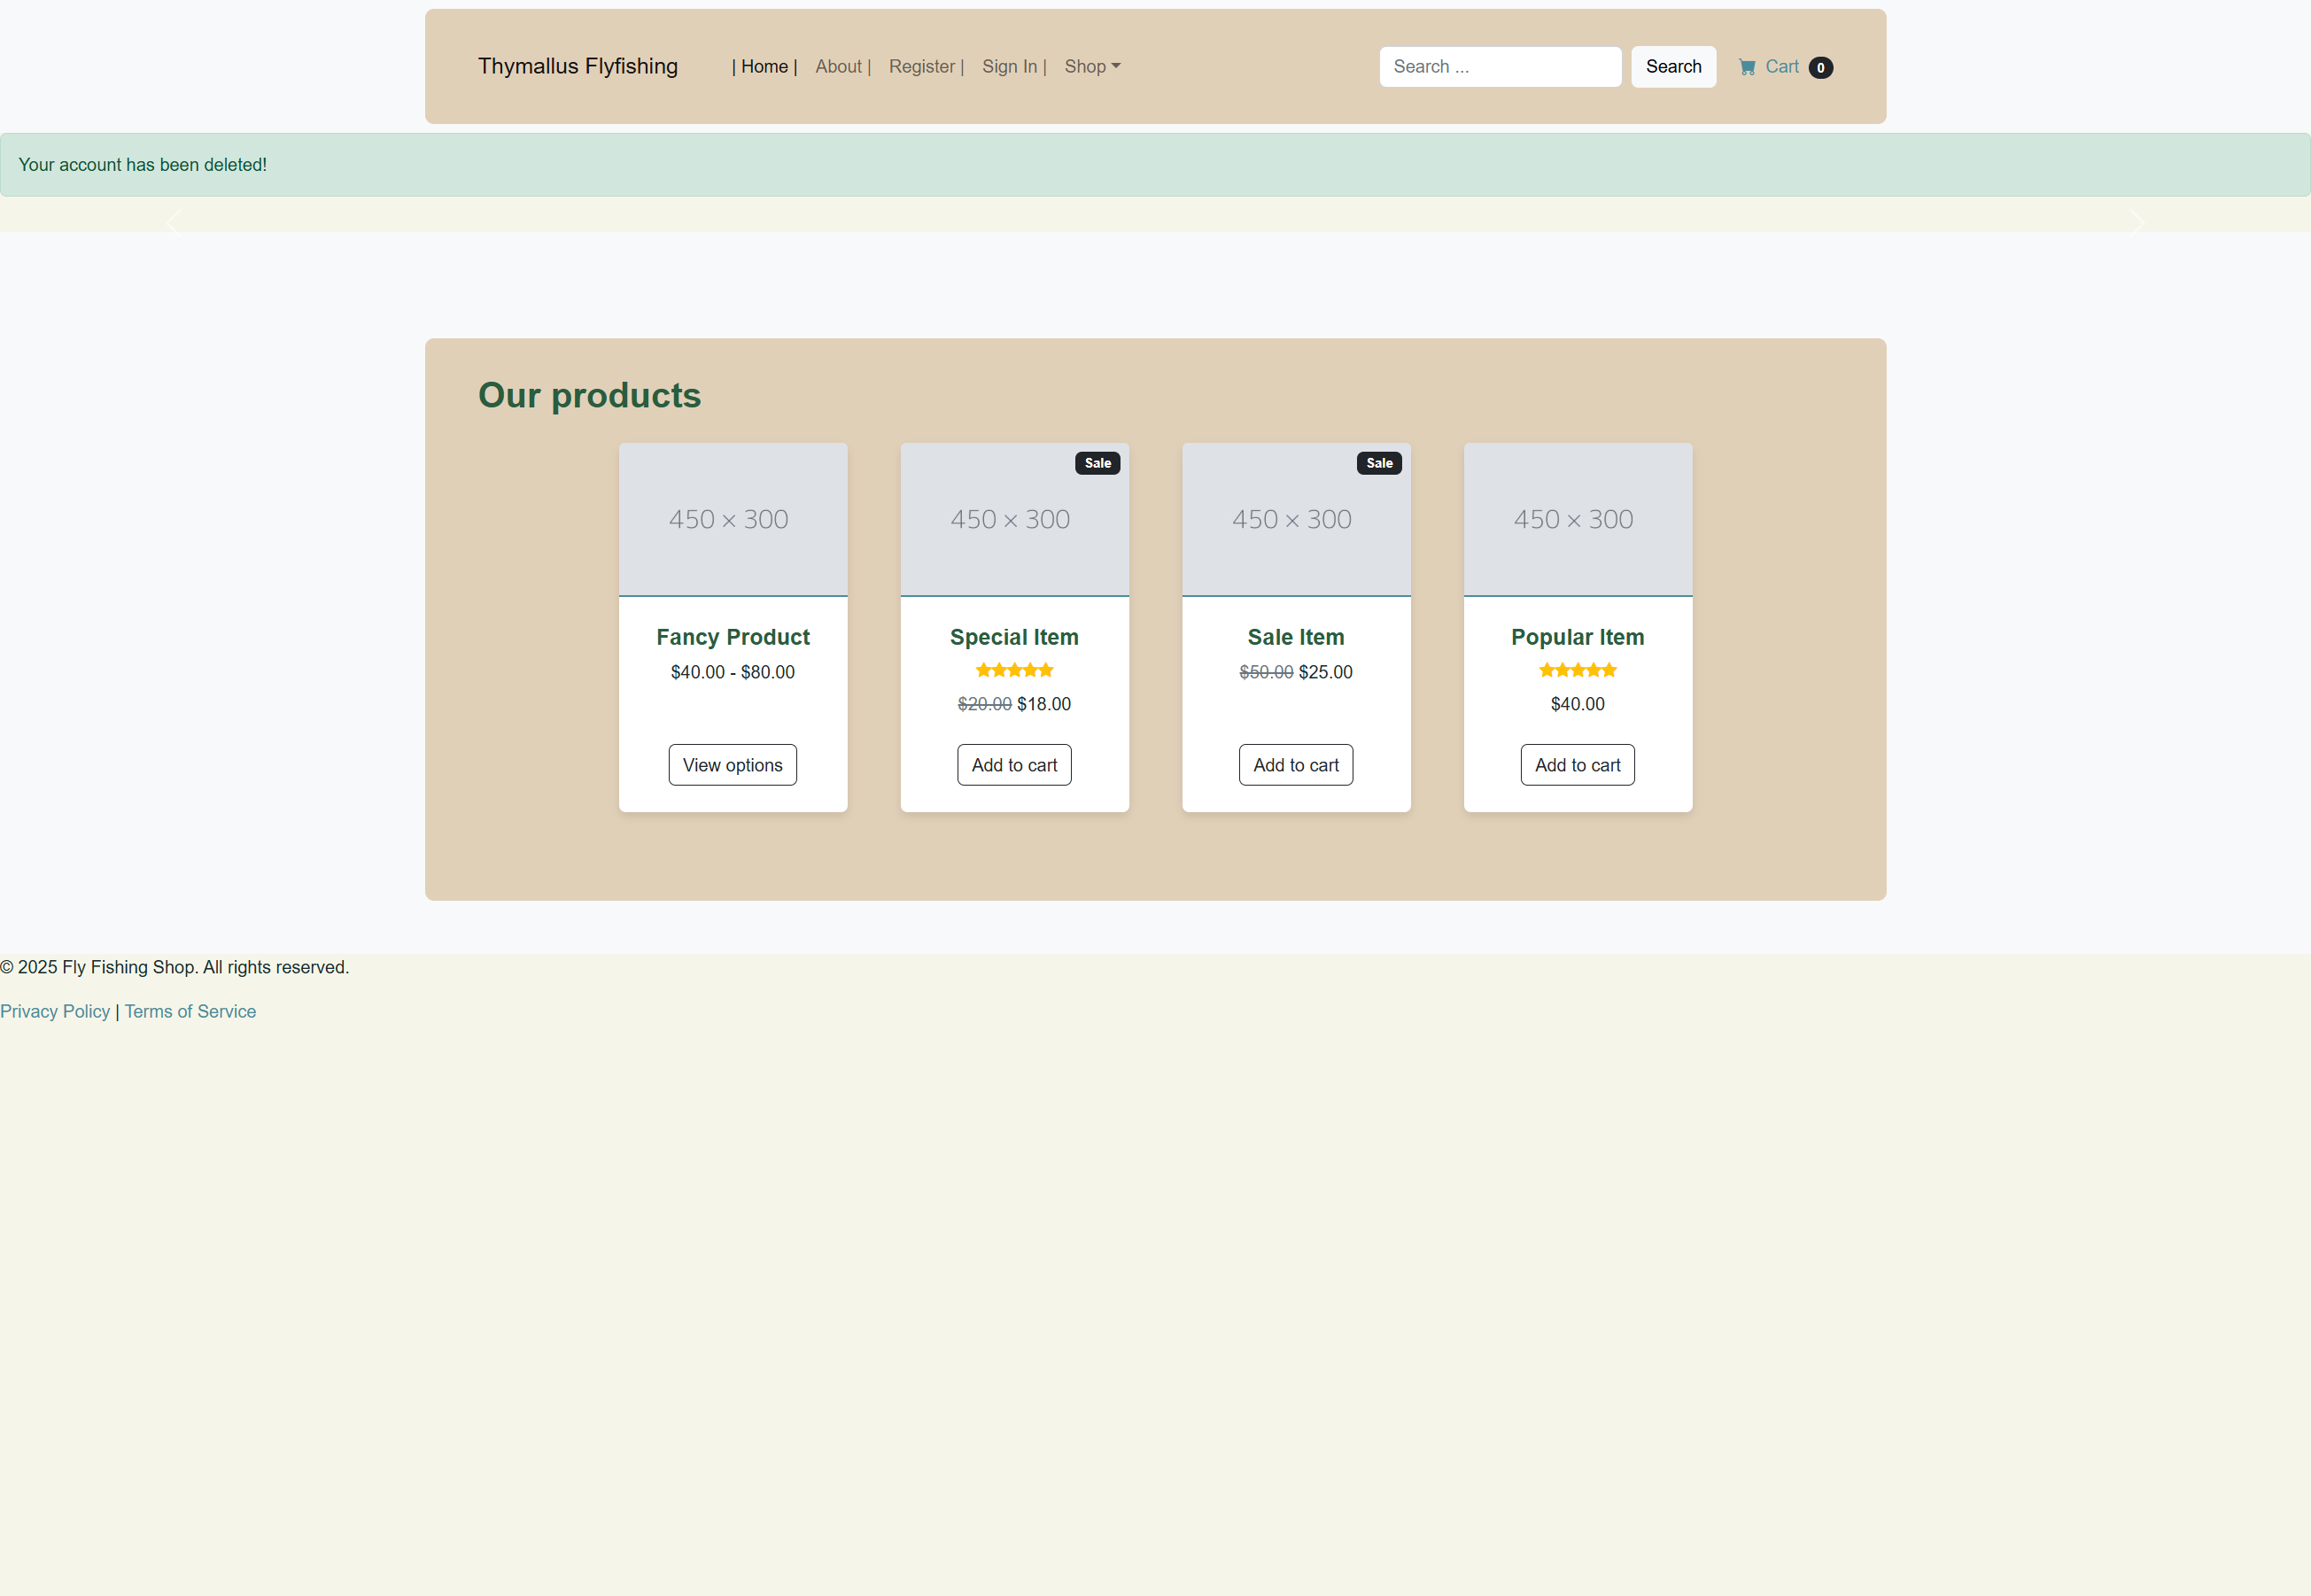 Thymallus Flyfishing | Home | About | Register | Sign In | Shop Search ... Search Cart 0
Your account has been deleted!
Our products
450 × 300
Fancy Product
$40.00 - $80.00
View options
Sale
450 × 300
Special Item
$20.00 $18.00
Add to cart
Sale
450 × 300
Sale Item
$50.00 $25.00
Add to cart
450 × 300
Popular Item
$40.00
Add to cart
© 2025 Fly Fishing Shop. All rights reserved.
Privacy Policy | Terms of Service